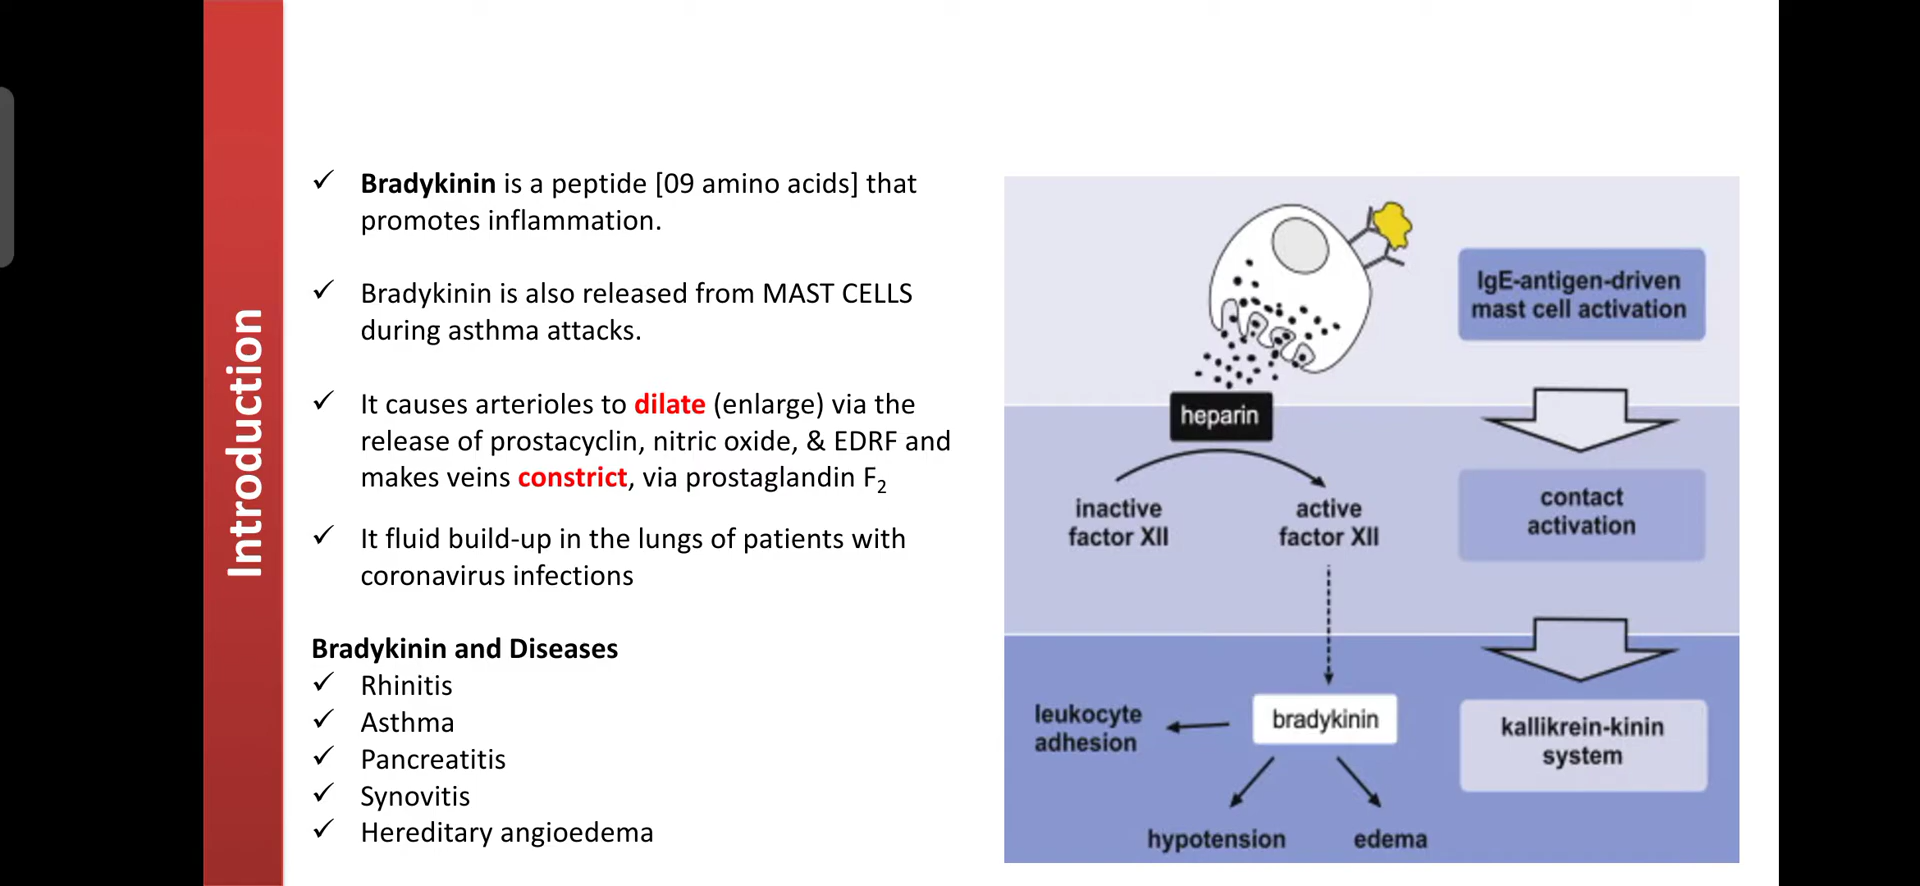 Introduction
✓ Bradykinin is a peptide [09 amino acids] that
promotes inflammation.
✓ Bradykinin is also released from MAST CELLS
during asthma attacks.
✓ It causes arterioles to dilate (enlarge) via the
release of prostacyclin, nitric oxide, & EDRF and
makes veins constrict, via prostaglandin F₂
✓ It fluid build-up in the lungs of patients with
coronavirus infections
Bradykinin and Diseases
✓ Rhinitis
✓ Asthma
✓ Pancreatitis
✓ Synovitis
✓ Hereditary angioedema
IgE-antigen-driven
mast cell activation
heparin
inactive
factor XII
active
factor XII
contact
activation
leukocyte
adhesion
bradykinin
kallikrein-kinin
system
hypotension
edema